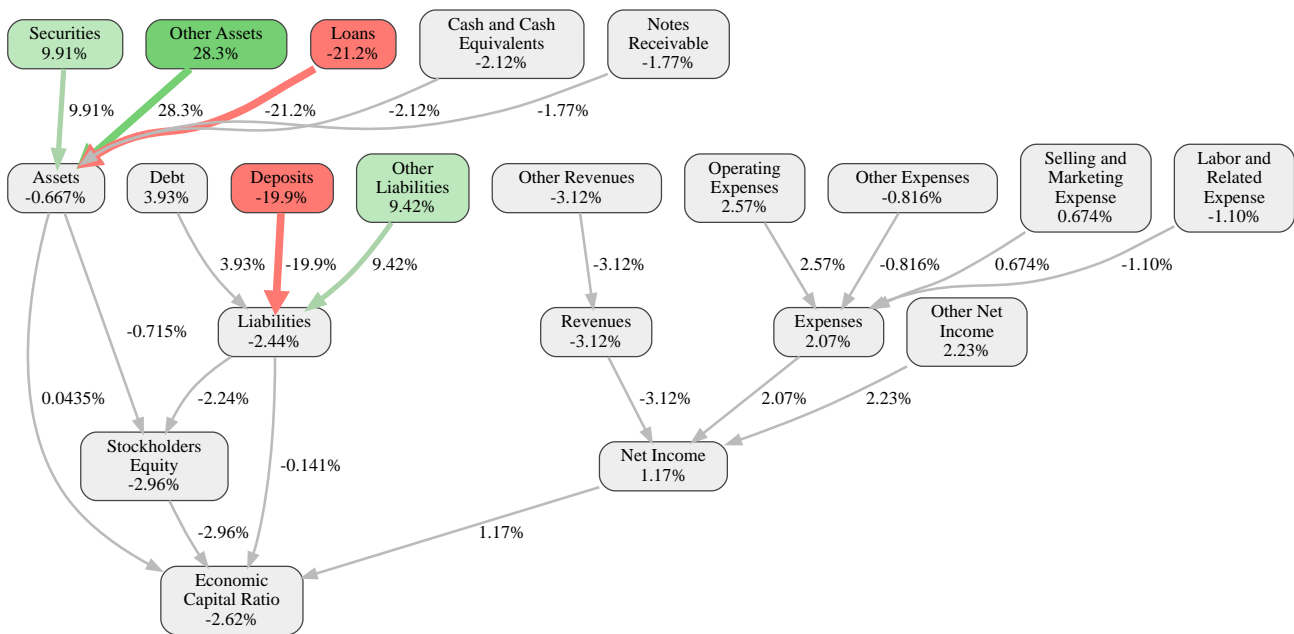 Securities
9.91%
Other Assets
28.3%
Loans
-21.2%
Cash and Cash
Equivalents
-2.12%
Notes
Receivable
-1.77%
9.91%
28.3%
-21.2%
-2.12%
-1.77%
Assets
-0.667%
Debt
3.93%
Deposits
-19.9%
Other
Liabilities
9.42%
Other Revenues
-3.12%
Operating
Expenses
2.57%
Other Expenses
-0.816%
Selling and
Marketing
Expense
0.674%
Labor and
Related
Expense
-1.10%
3.93%
-19.9%
9.42%
-3.12%
2.57%
-0.816%
0.674%
-1.10%
Liabilities
-2.44%
Revenues
-3.12%
Expenses
2.07%
Other Net
Income
2.23%
-0.715%
0.0435%
-2.24%
-3.12%
2.07%
2.23%
Stockholders
Equity
-2.96%
-0.141%
Net Income
1.17%
-2.96%
1.17%
Economic
Capital Ratio
-2.62%